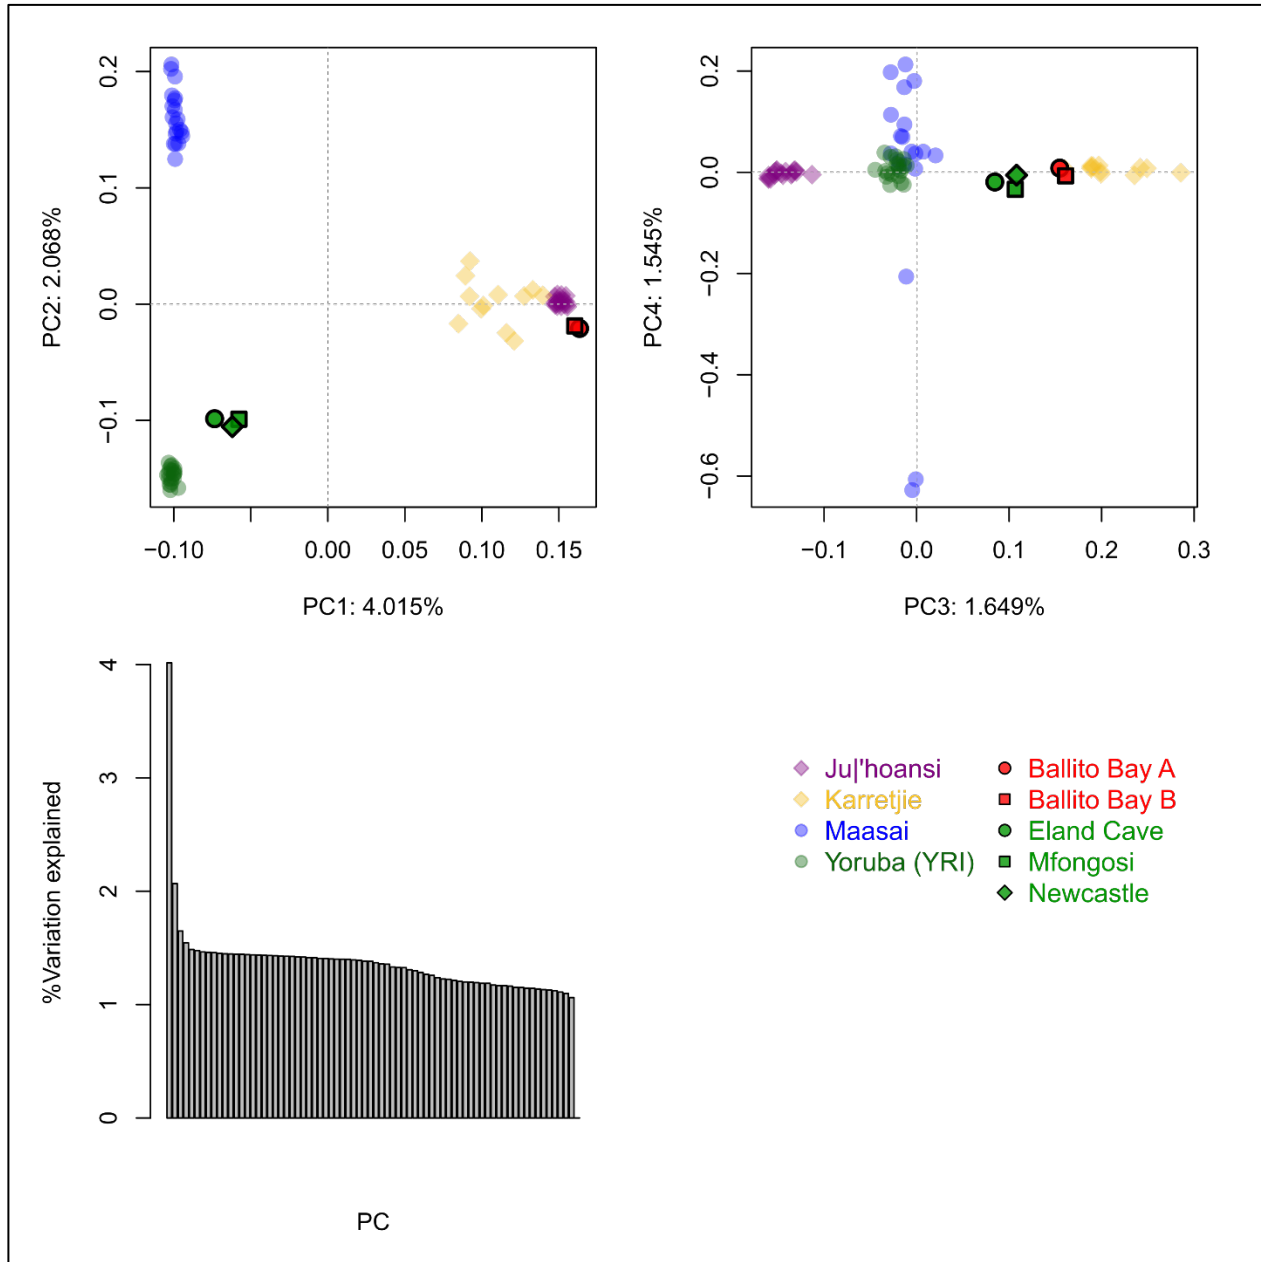 0.2
0.1
0.0
−0.1
PC2: 2.068%
−0.10
0.00
0.05
0.10
0.15
PC1: 4.015%
0.2
0.0
−0.2
−0.4
−0.6
PC4: 1.545%
−0.1
0.0
0.1
0.2
0.3
PC3: 1.649%
4
3
2
1
0
%Variation explained
PC
Ju|'hoansi
Karretjie
Maasai
Yoruba (YRI)
Ballito Bay A
Ballito Bay B
Eland Cave
Mfongosi
Newcastle